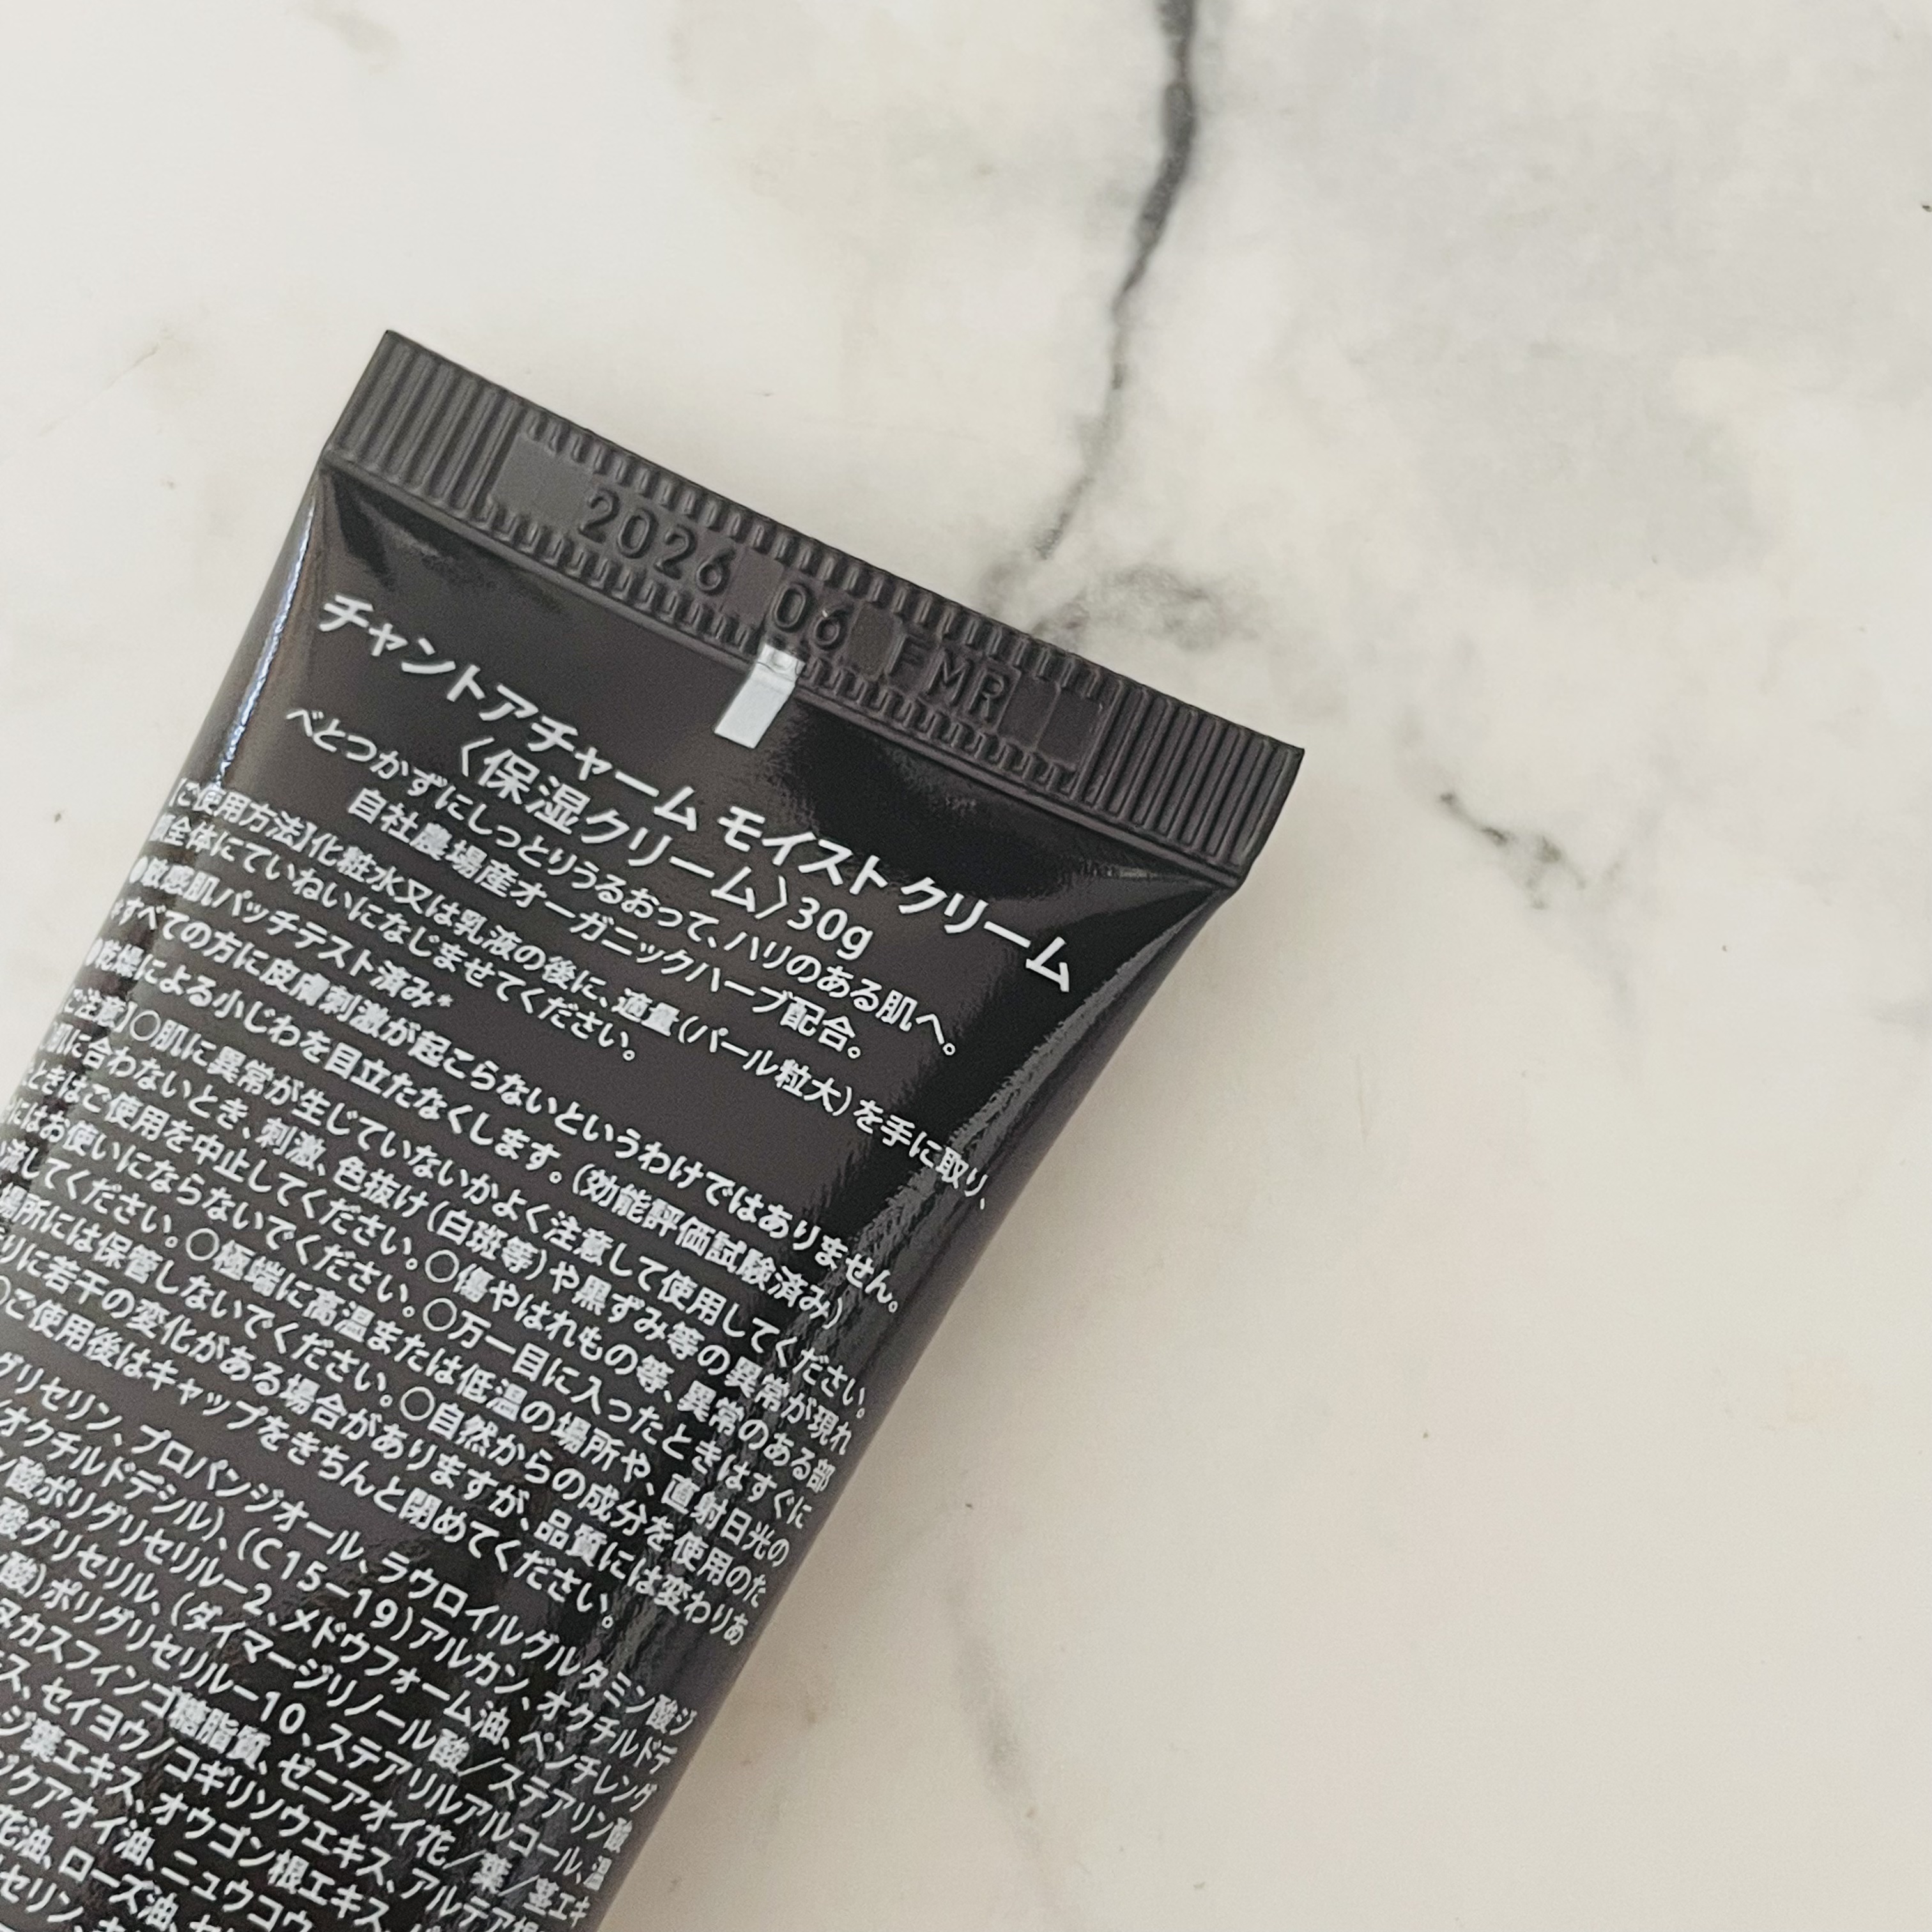 2026 06 FMR
チャントアチャーム モイストクリーム
〈保湿クリーム〉30g
べとつかずにしっとりうるおって、ハリのある肌へ。
自社農場産オーガニックハーブ配合。
【ご使用方法】化粧水又は乳液の後に、適量(パール粒大)を手に取り、
顔全体にていねいになじませてください。
●敏感肌パッチテスト済み*
*すべての方に皮膚刺激が起こらないというわけではありません。
●乾燥による小じわを目立たなくします。(効能評価試験済み)
【ご注意】○肌に異常が生じていないかよく注意して使用してください。
肌に合わないとき、刺激、色抜け(白斑等)や黒ずみ等の異常が現れ
ときはご使用を中止してください。○傷やはれもの等、異常のある部
にはお使いにならないでください。○万一目に入ったときはすぐに
流してください。○極端に高温または低温の場所や、直射日光の
場所には保管しないでください。○自然からの成分を使用のた
りに若干の変化がある場合がありますが、品質には変わりあ
○ご使用後はキャップをきちんと閉めてください。
グリセリン、プロパンジオール、ラウロイルグルタミン酸ジ
オクチルドデシル)、(C15-19)アルカン、オクチルドデ
ン酸ポリグリセリル-2、メドウフォーム油、ペンチレング
酸グリセリル、(ダイマージリノール酸/ステアリン酸
酸)ポリグリセリル-10、ステアリルアルコール、温
ヌカスフィンゴ糖脂質、ゼニアオイ花/葉/茎エキ
ス、セイヨウノコギリソウエキス、アルテア根
ジ葉エキス、オウゴン根エキス
ンクアオイ油、ニュウコウ
花油、ローズ油
セリン